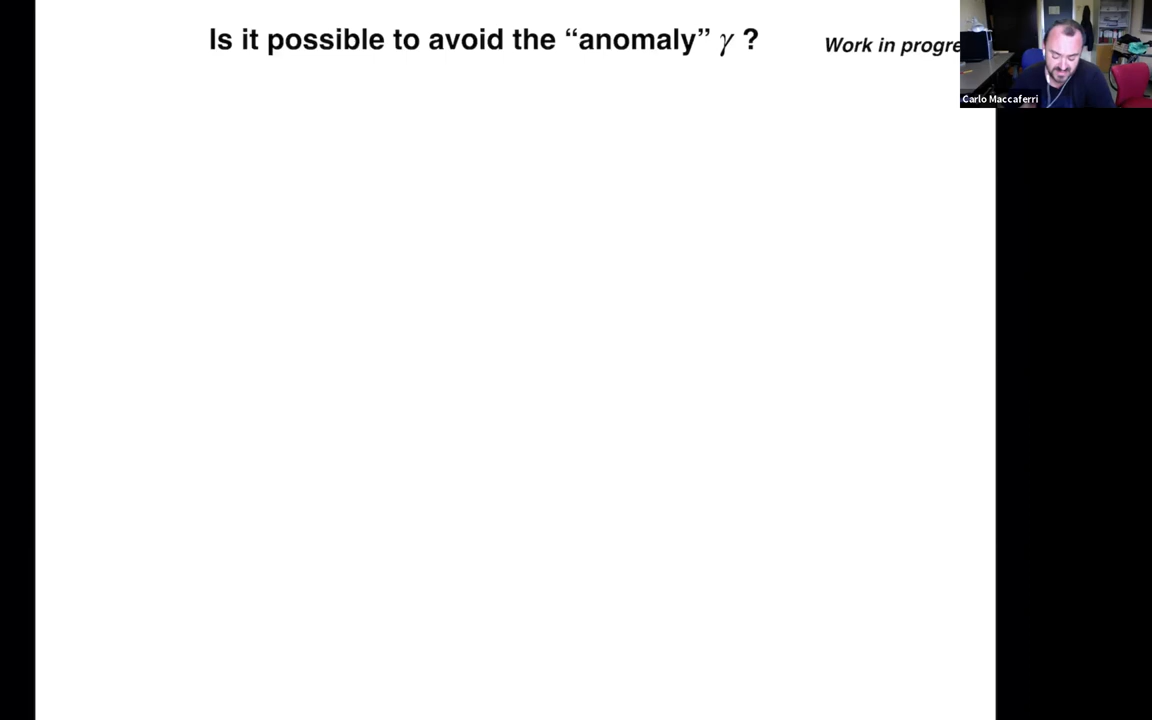 Is it possible to avoid the “anomaly” γ ?
Work in progre
Carlo Maccaferri